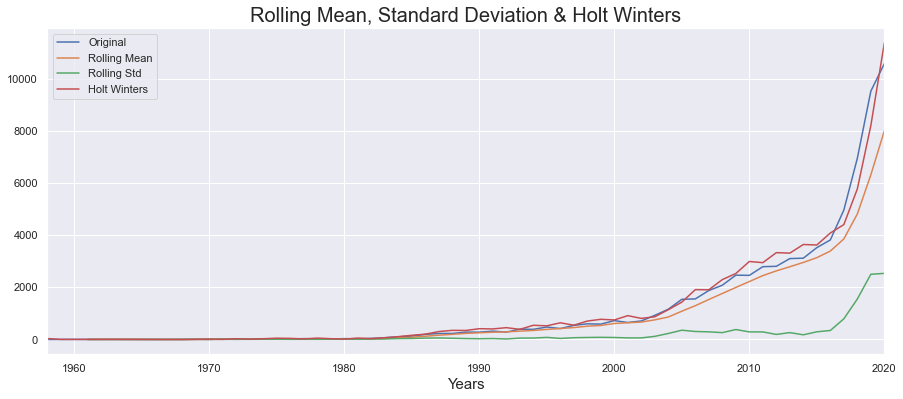 Rolling Mean, Standard Deviation & Holt Winters
Original
Rolling Mean
Rolling Std
Holt Winters
10000
8000
6000
4000
2000
0
1960 1970 1980 1990 2000 2010 2020
Years